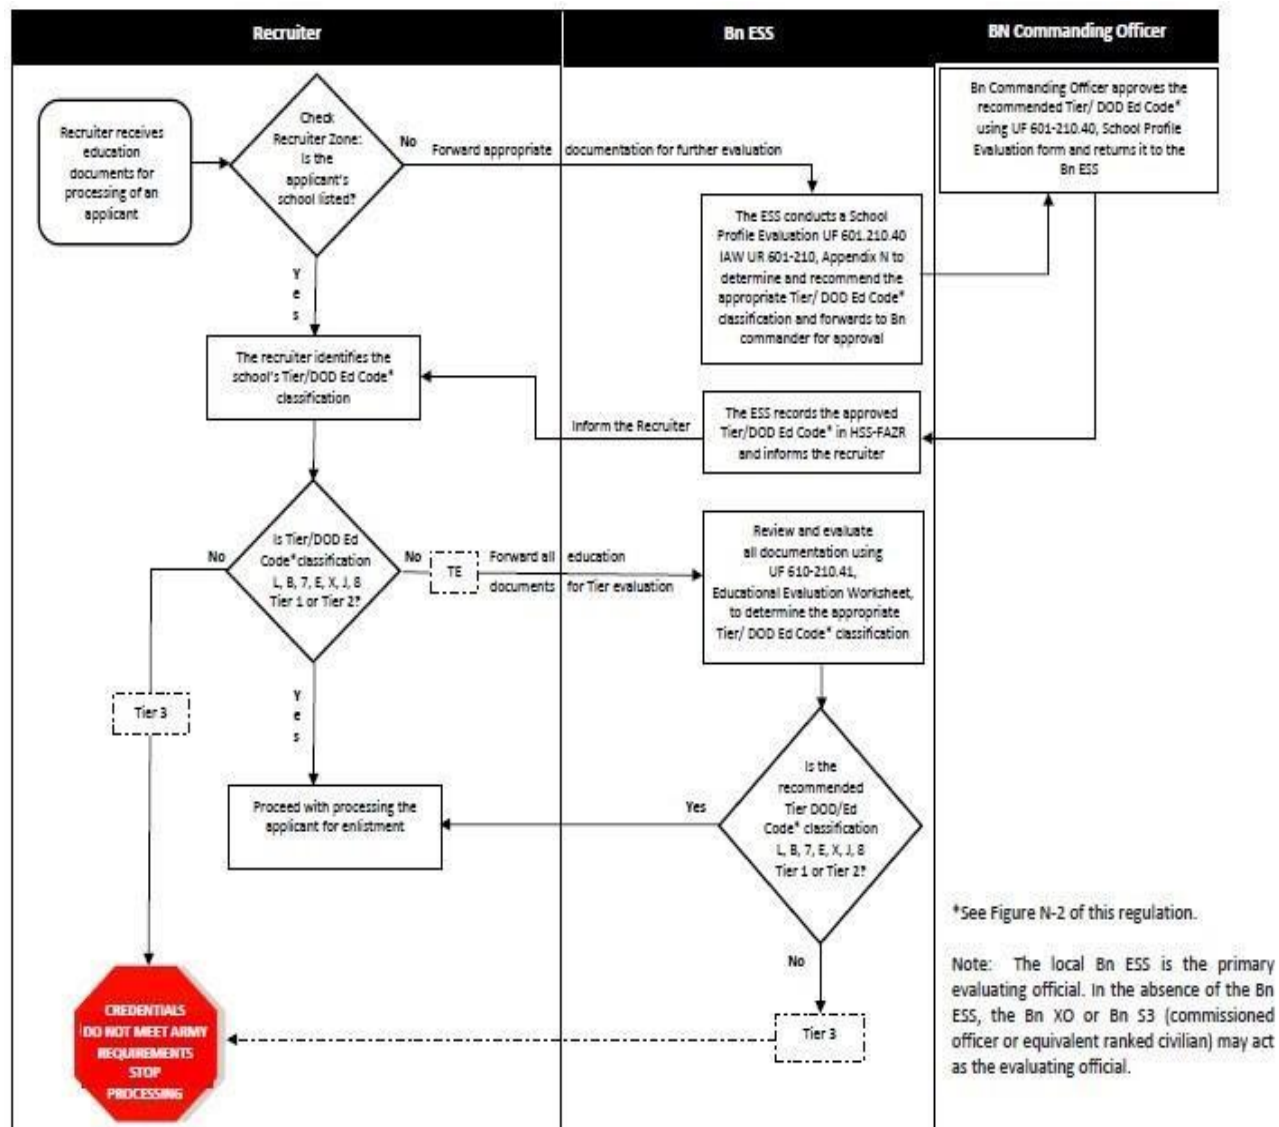 Recruiter
Bn ESS
BN Commanding Officer
Recruiter receives
education
documents for
processing of an
applicant
Check
Recruiter Zone:
Is the
applicant's
school listed?
No
Forward appropriate documentation for further evaluation
Bn Commanding Officer approves the
recommended Tier/ DOD Ed Code*
using UF 601-210.40, School Profile
Evaluation form and returns it to the
Bn ESS
The ESS conducts a School
Profile Evaluation UF 601.210.40
IAW UR 601-210, Appendix N to
determine and recommend the
appropriate Tier/ DOD Ed Code*
classification and forwards to Bn
commander for approval
Y
e
s
The recruiter identifies the
school's Tier/DOD Ed Code*
classification
Inform the Recruiter
The ESS records the approved
Tier/DOD Ed Code* in HSS-FAZR
and informs the recruiter
Is Tier/DOD Ed
Code*classification
L, B, 7, E, X, J, 8
Tier 1 or Tier 2?
No
No
TE
Forward all education
documents for Tier evaluation
Review and evaluate
all documentation using
UF 610-210.41,
Educational Evaluation Worksheet,
to determine the appropriate
Tier/ DOD Ed Code* classification
Tier 3
Y
e
s
Proceed with processing the
applicant for enlistment
Yes
Is the
recommended
Tier DOD/Ed
Code* classification
L, B, 7, E, X, J, 8
Tier 1 or Tier 2?
No
Tier 3
CREDENTIALS
DO NOT MEET ARMY
REQUIREMENTS
STOP
PROCESSING
*See Figure N-2 of this regulation.
Note: The local Bn ESS is the primary
evaluating official. In the absence of the Bn
ESS, the Bn XO or Bn S3 (commissioned
officer or equivalent ranked civilian) may act
as the evaluating official.